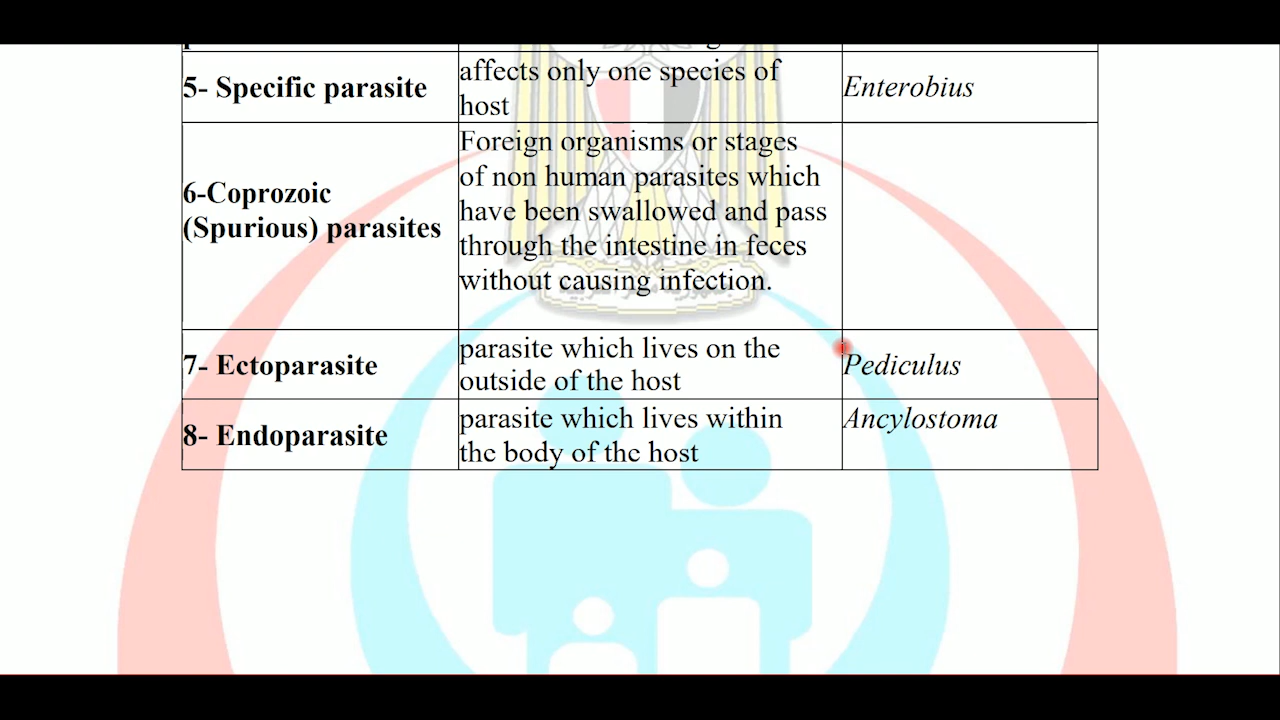 5- Specific parasite
affects only one species of
host
Enterobius
6-Coprozoic
(Spurious) parasites
Foreign organisms or stages
of non human parasites which
have been swallowed and pass
through the intestine in feces
without causing infection.
7- Ectoparasite
parasite which lives on the
outside of the host
Pediculus
8- Endoparasite
parasite which lives within
the body of the host
Ancylostoma